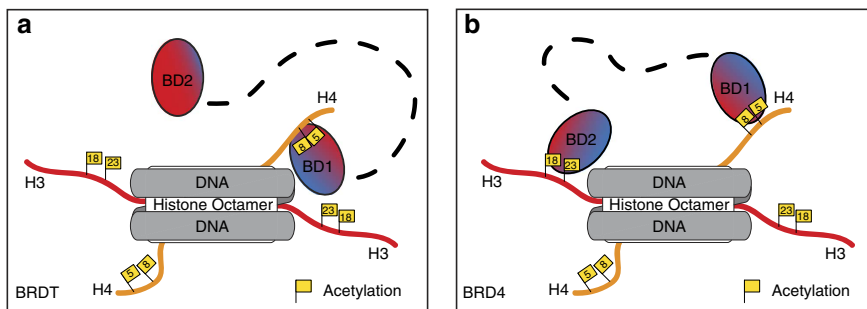 a
BD2
H4
8 5
BD1
18 23
H3
DNA
Histone Octamer
DNA
23 18
H3
5 8
H4
BRDT
Acetylation
b
BD1
8 5
H4
BD2
18 23
H3
DNA
Histone Octamer
DNA
23 18
H3
5 8
H4
BRD4
Acetylation